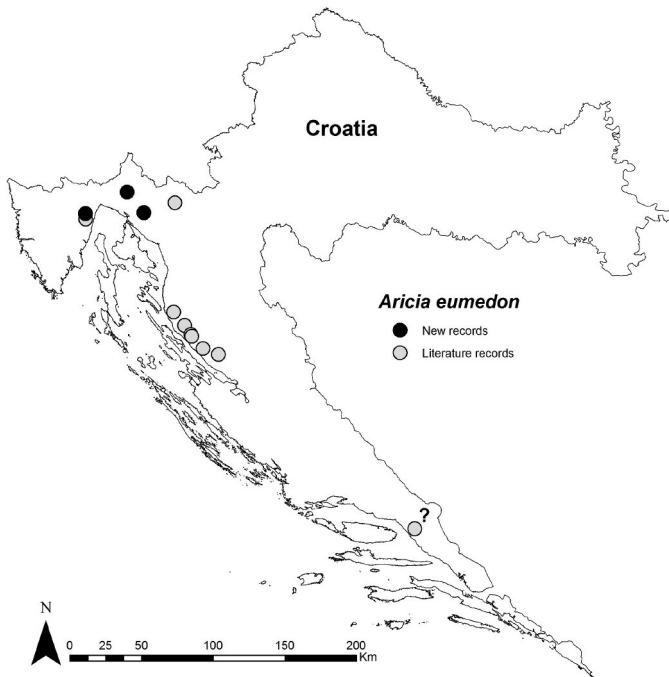 Croatia
Aricia eumedon
New records
Literature records
?
N
0 25 50 100 150 200
Km